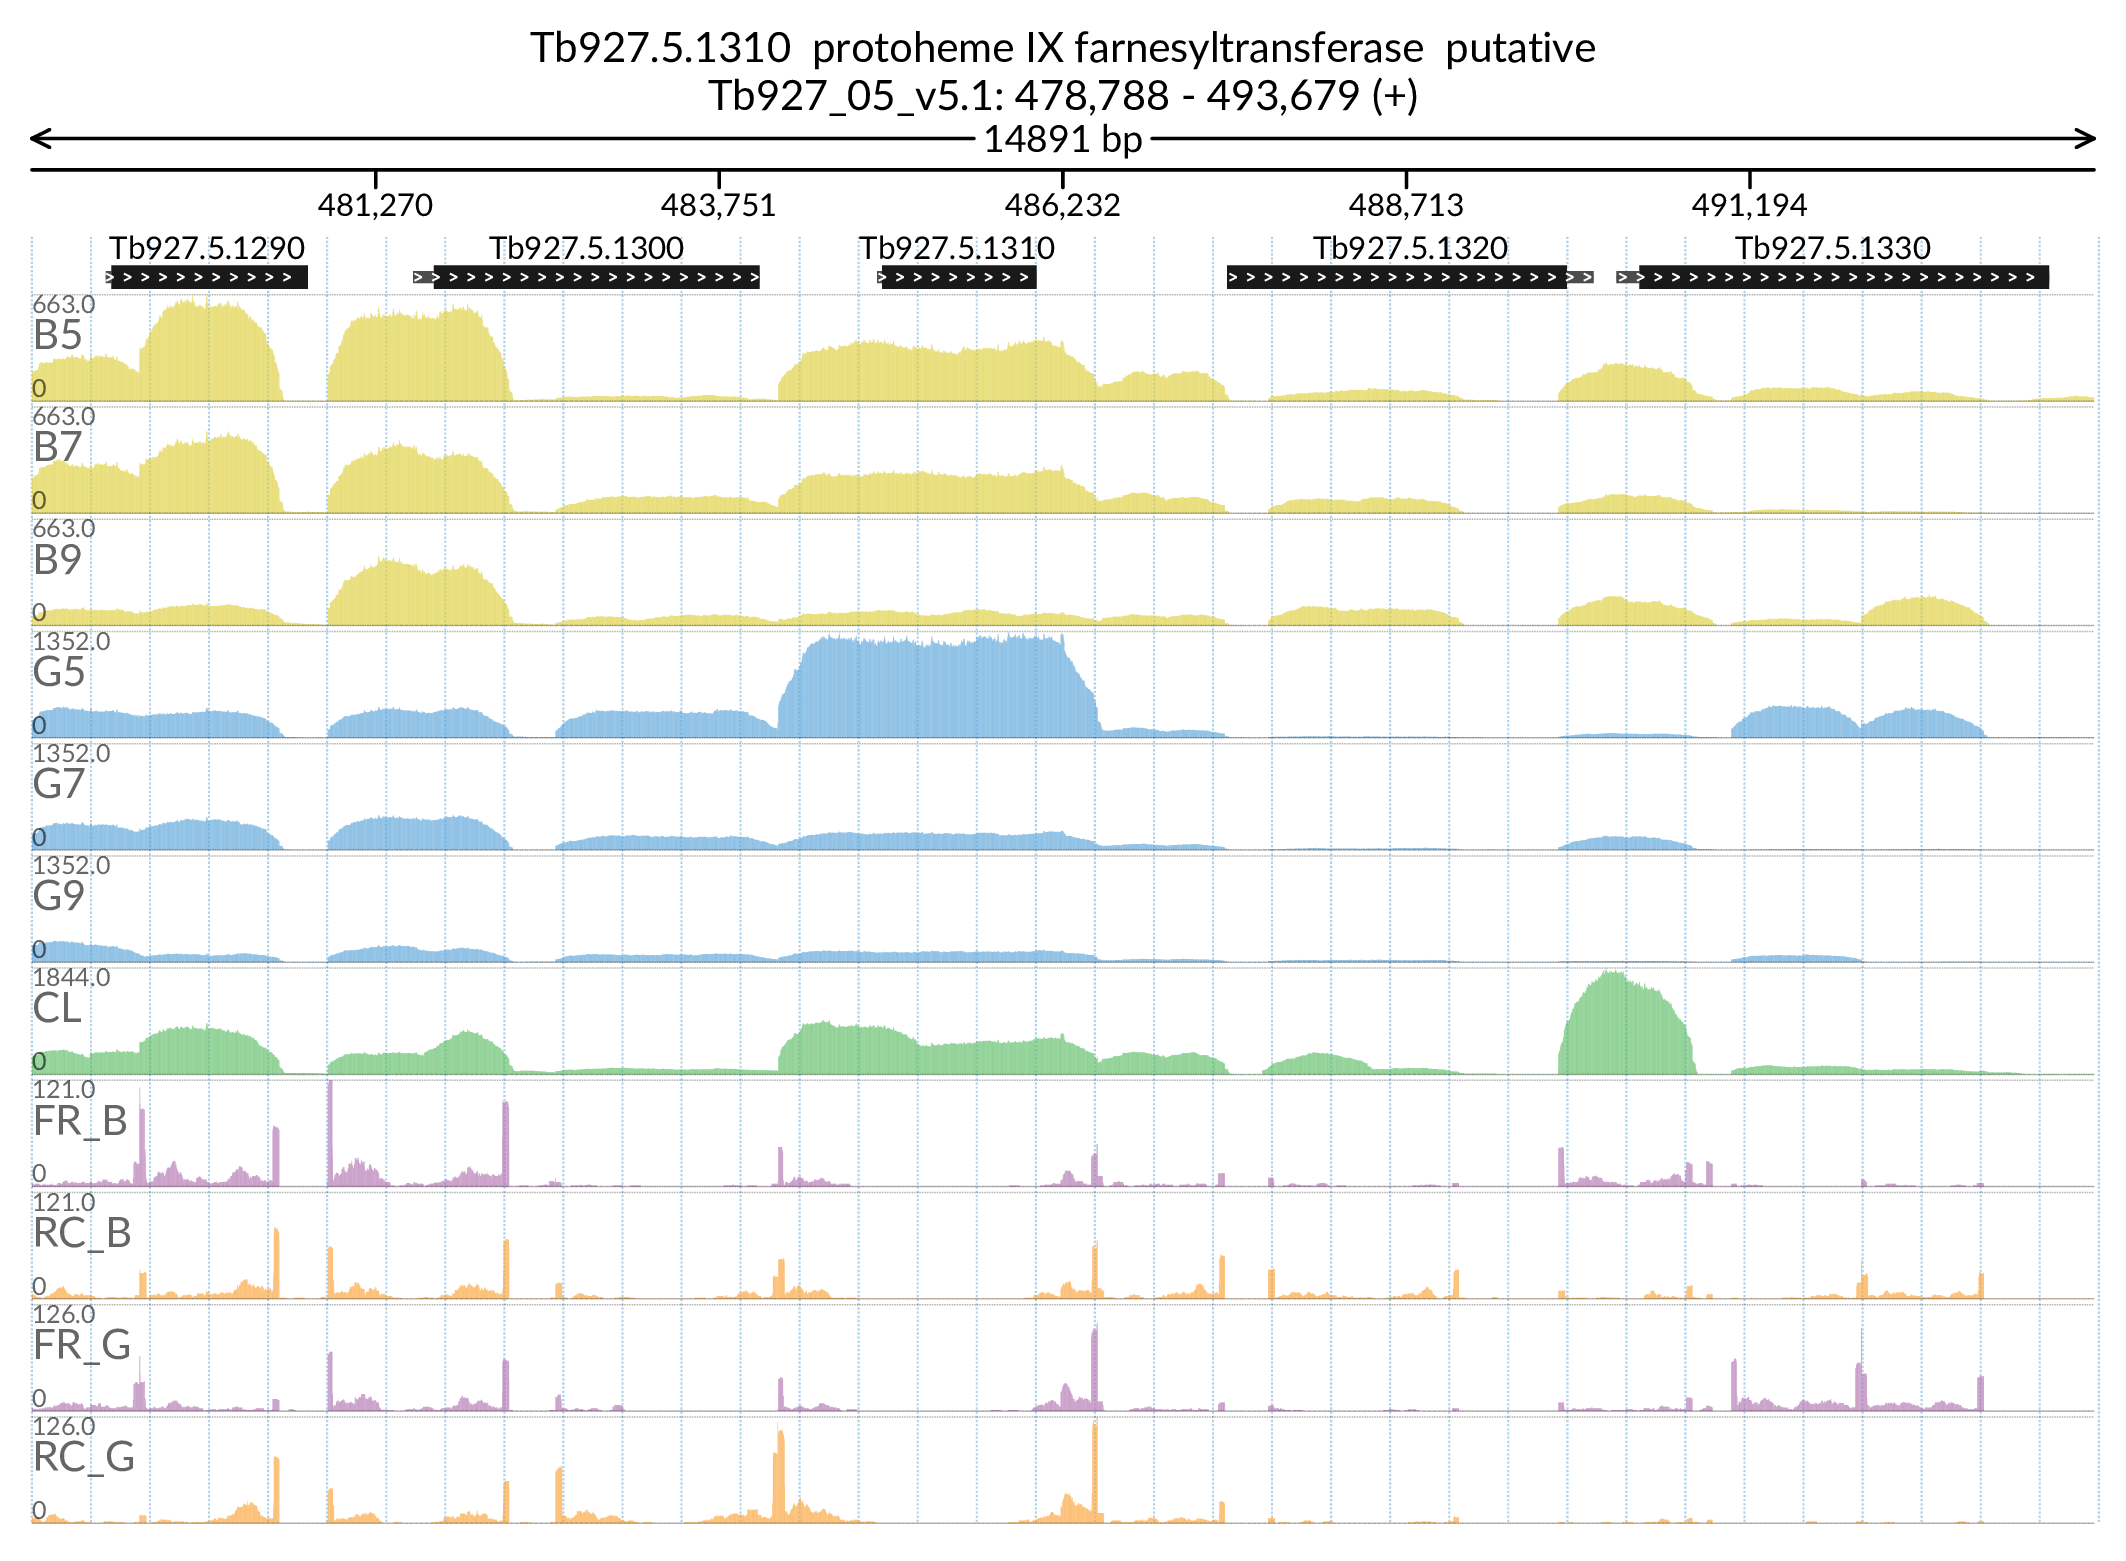 Tb927.5.1310 protoheme IX farnesyltransferase putative
Tb927_05_v5.1: 478,788 - 493,679 (+)
14891 bp
481,270 483,751 486,232 488,713 491,194
Tb927.5.1290 Tb927.5.1300 Tb927.5.1310 Tb927.5.1320 Tb927.5.1330
663.0
B5
0
663.0
B7
0
663.0
B9
0
1352.0
G5
0
1352.0
G7
0
1352.0
G9
0
1844.0
CL
0
121.0
FR_B
0
121.0
RC_B
0
126.0
FR_G
0
126.0
RC_G
0